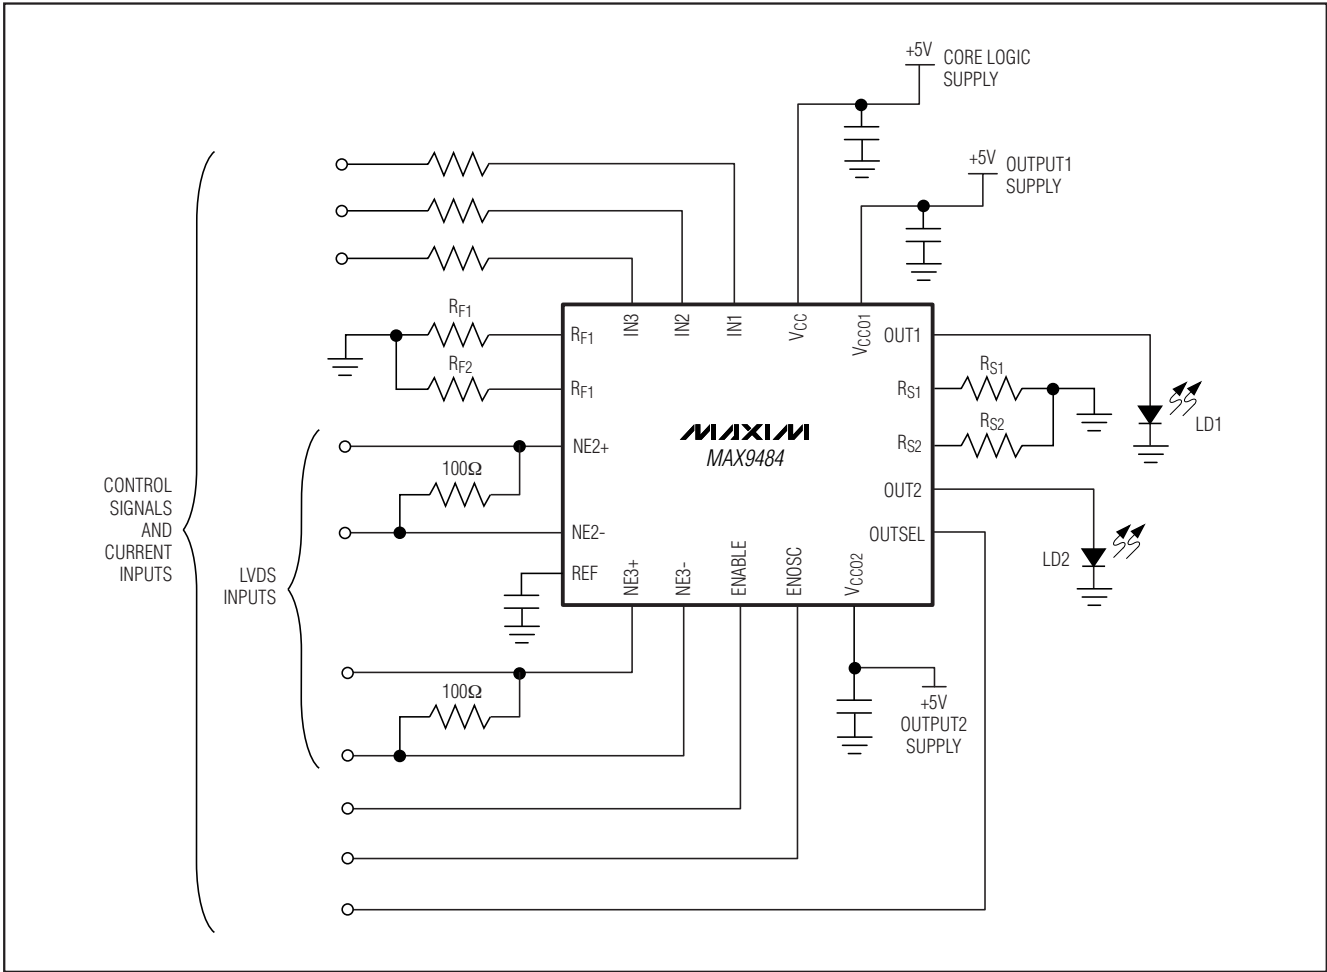 +5V
CORE LOGIC
SUPPLY
+5V
OUTPUT1
SUPPLY
IN3
IN2
IN1
VCC
VCCO1
RF1
RF1
RF2
RF1
OUT1
RS1
RS1
RS2
RS2
LD1
MAXIM
MAX9484
NE2+
100Ω
NE2-
REF
OUT2
OUTSEL
LD2
CONTROL
SIGNALS
AND
CURRENT
INPUTS
LVDS
INPUTS
NE3+
NE3-
ENABLE
ENOSC
VCCO2
100Ω
+5V
OUTPUT2
SUPPLY